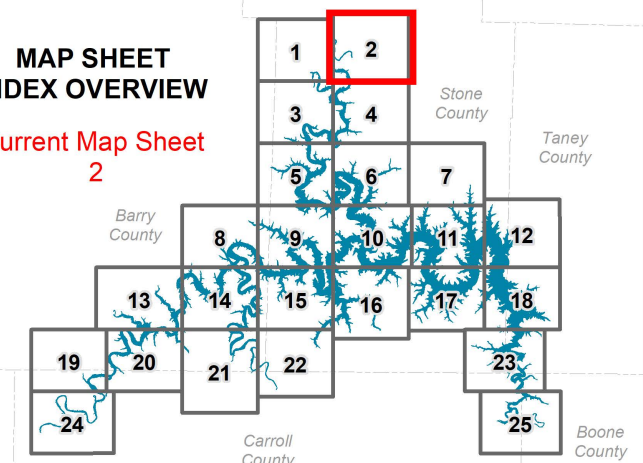 MAP SHEET
NDEX OVERVIEW
urrent Map Sheet
2
1
2
Stone
County
3
4
Taney
County
5
6
7
Barry
County
8
9
10
11
12
13
14
15
16
17
18
19
20
21
22
23
24
25
Carroll
County
Boone
County